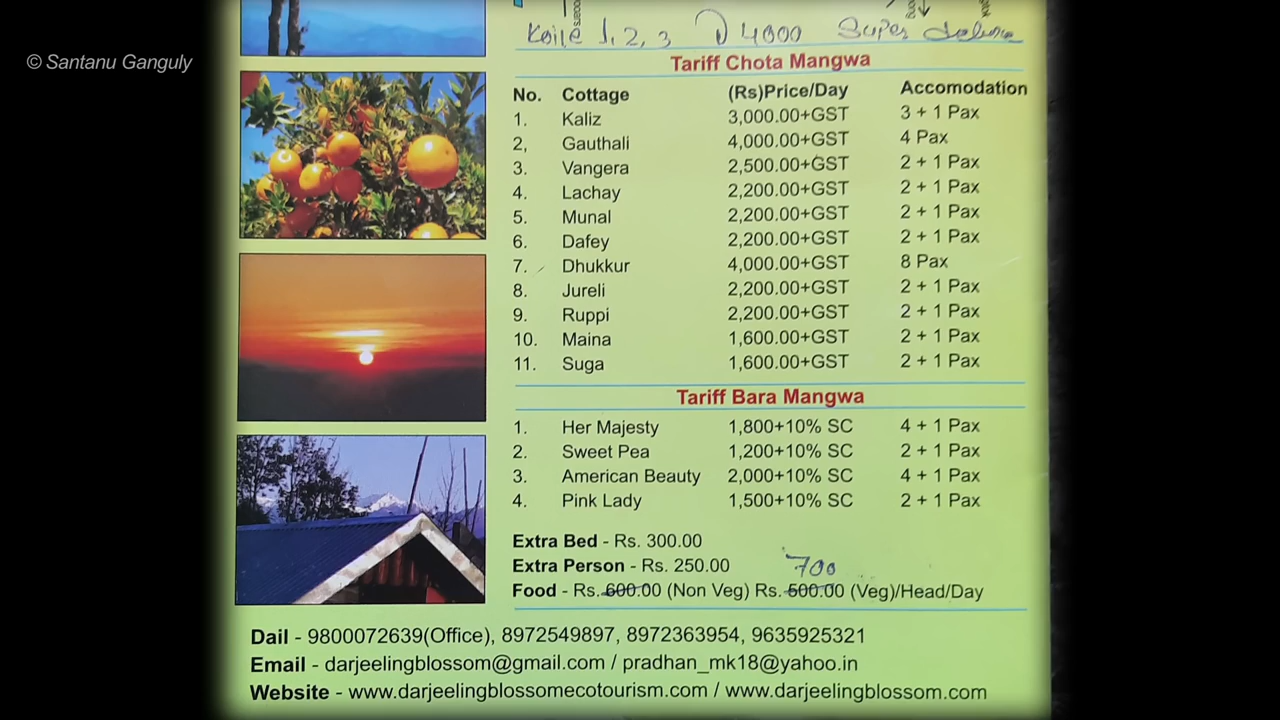 © Santanu Ganguly
1, 2, 3 4000 Super
Tariff Chota Mangwa
No. Cottage (Rs)Price/Day Accomodation
1. Kaliz 3,000.00+GST 3 + 1 Pax
2, Gauthali 4,000.00+GST 4 Pax
3. Vangera 2,500.00+GST 2 + 1 Pax
4. Lachay 2,200.00+GST 2 + 1 Pax
5. Munal 2,200.00+GST 2 + 1 Pax
6. Dafey 2,200.00+GST 2 + 1 Pax
7. Dhukkur 4,000.00+GST 8 Pax
8. Jureli 2,200.00+GST 2 + 1 Pax
9. Ruppi 2,200.00+GST 2 + 1 Pax
10. Maina 1,600.00+GST 2 + 1 Pax
11. Suga 1,600.00+GST 2 + 1 Pax
Tariff Bara Mangwa
1. Her Majesty 1,800+10% SC 4 + 1 Pax
2. Sweet Pea 1,200+10% SC 2 + 1 Pax
3. American Beauty 2,000+10% SC 4 + 1 Pax
4. Pink Lady 1,500+10% SC 2 + 1 Pax
Extra Bed - Rs. 300.00
Extra Person - Rs. 250.00
700
Food - Rs. 600.00 (Non Veg) Rs. 500.00 (Veg)/Head/Day
Dail - 9800072639(Office), 8972549897, 8972363954, 9635925321
Email - darjeelingblossom@gmail.com / pradhan_mk18@yahoo.in
Website - www.darjeelingblossomecotourism.com / www.darjeelingblossom.com